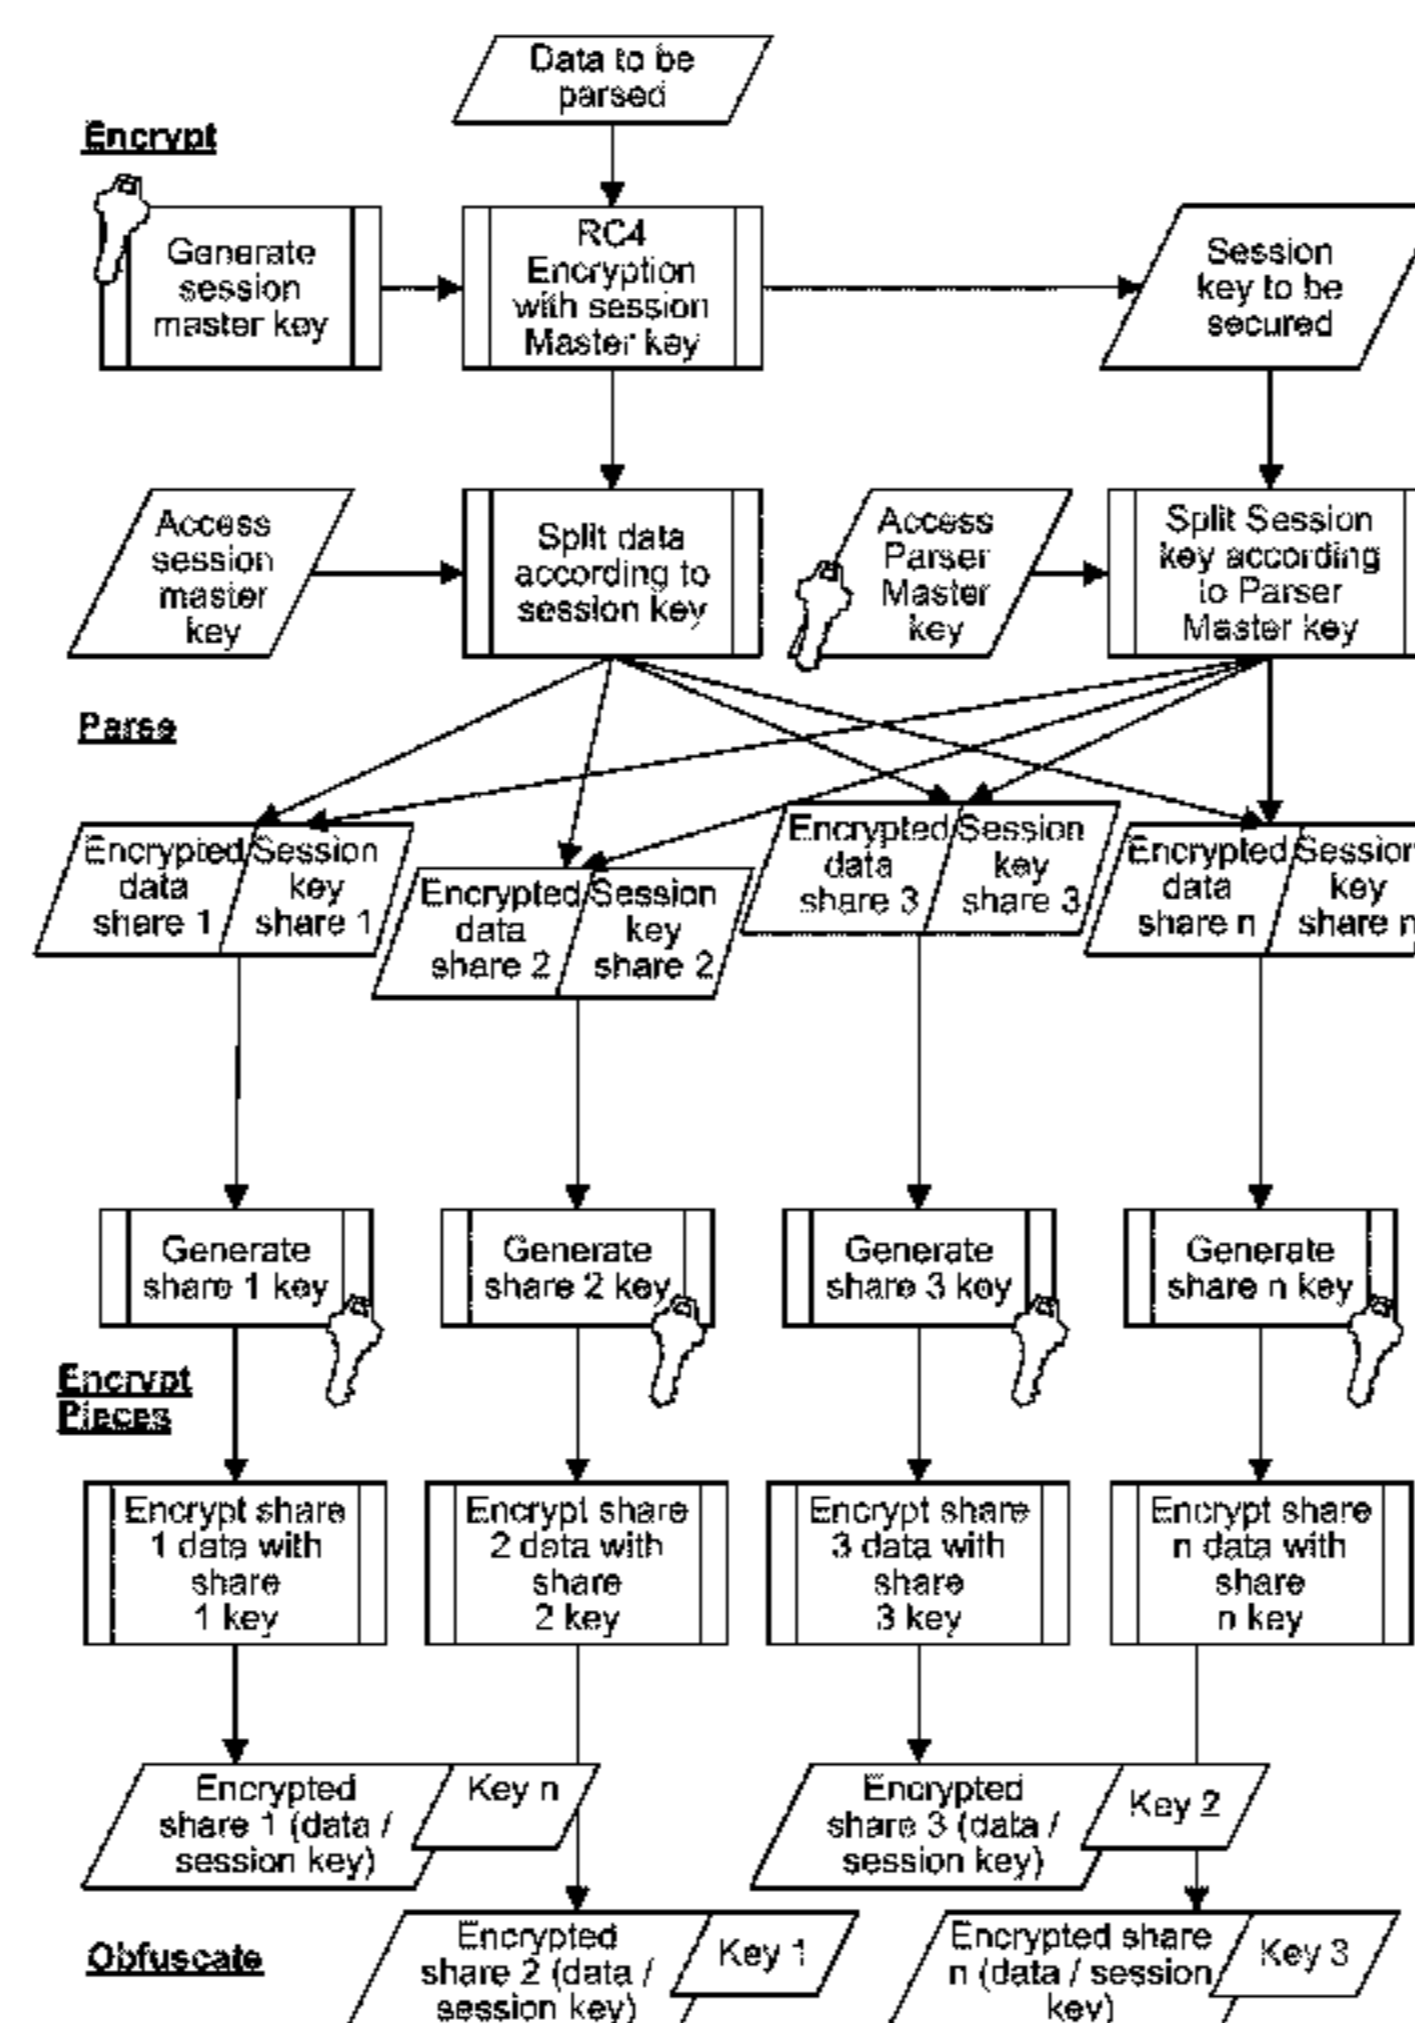 Data to be
parsed
Encrypt
Generate
session
master key
RC4
Encryption
with session
Master key
Session
key to be
secured
Access
session
master
key
Split data
according to
session key
Access
Parser
Master
key
Split Session
key according
to Parser
Master key
Parse
Encrypted
data
share 1
Session
key
share 1
Encrypted
data
share 2
Session
key
share 2
Encrypted
data
share 3
Session
key
share 3
Encrypted
data
share n
Session
key
share n
Generate
share 1 key
Generate
share 2 key
Generate
share 3 key
Generate
share n key
Encrypt
Pieces
Encrypt share
1 data with
share
1 key
Encrypt share
2 data with
share
2 key
Encrypt share
3 data with
share
3 key
Encrypt share
n data with
share
n key
Encrypted
share 1 (data /
session key)
Key n
Encrypted
share 3 (data /
session key)
Key 2
Obfuscate
Encrypted
share 2 (data /
session key)
Key 1
Encrypted share
n (data / session
key)
Key 3